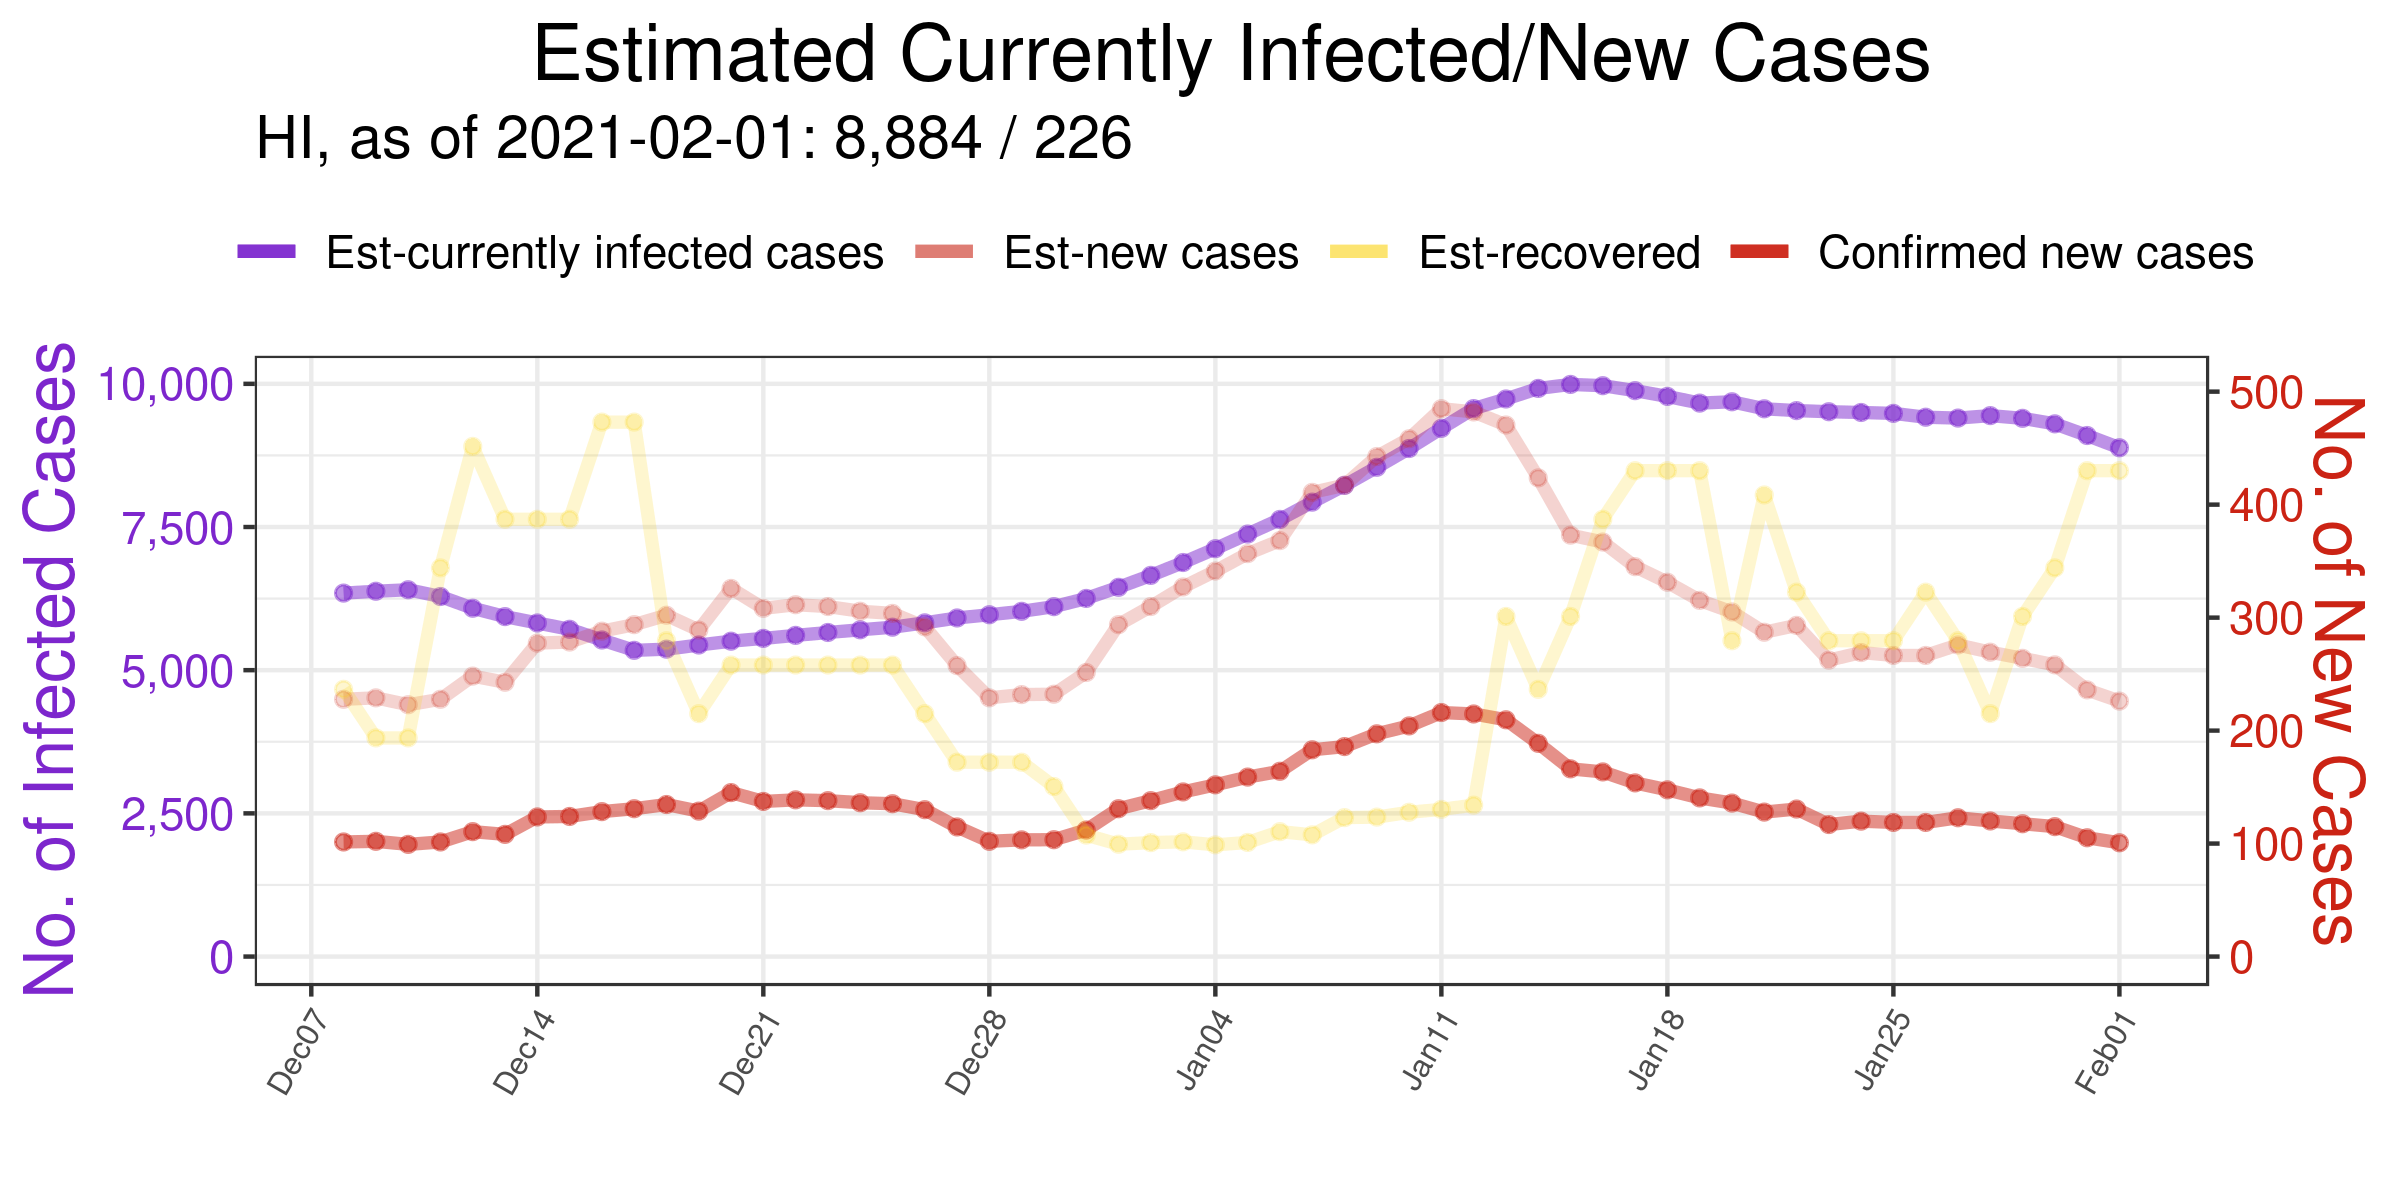 Estimated Currently Infected/New Cases
HI, as of 2021-02-01: 8,884 / 226
Est-currently infected cases Est-new cases Est-recovered Confirmed new cases
No. of Infected Cases
10,000
7,500
5,000
2,500
0
500
400
300
200
100
0
No. of New Cases
Dec07 Dec14 Dec21 Dec28 Jan04 Jan11 Jan18 Jan25 Feb01